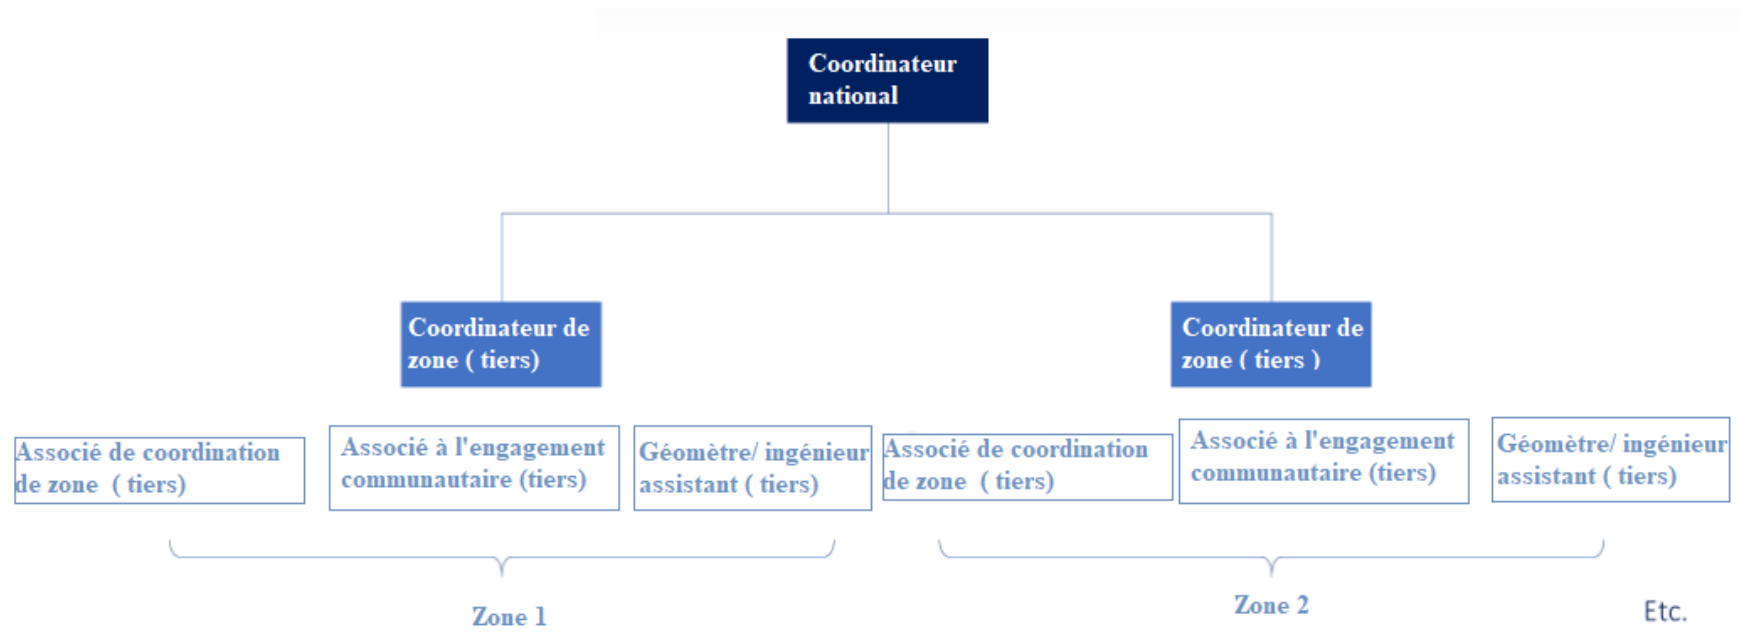 Coordinateur
national
Coordinateur de
zone ( tiers)
Coordinateur de
zone ( tiers )
Associé de coordination
de zone  ( tiers)
Associé à l'engagement
communautaire (tiers)
Géomètre/ ingénieur
assistant ( tiers)
Associé de coordination
de zone  ( tiers)
Associé à l'engagement
communautaire (tiers)
Géomètre/ ingénieur
assistant ( tiers)
Zone 1
Zone 2
Etc.